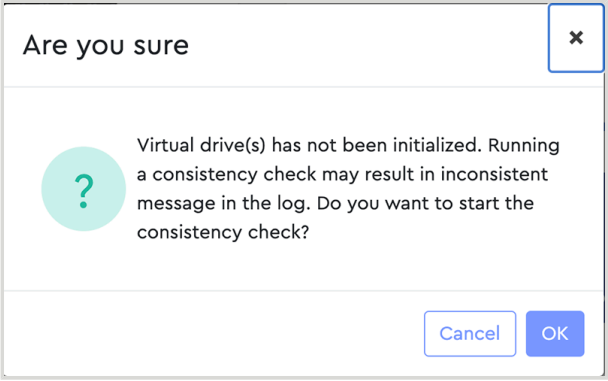 Are you sure
×
Virtual drive(s) has not been initialized. Running
a consistency check may result in inconsistent
message in the log. Do you want to start the
consistency check?
?
Cancel
OK